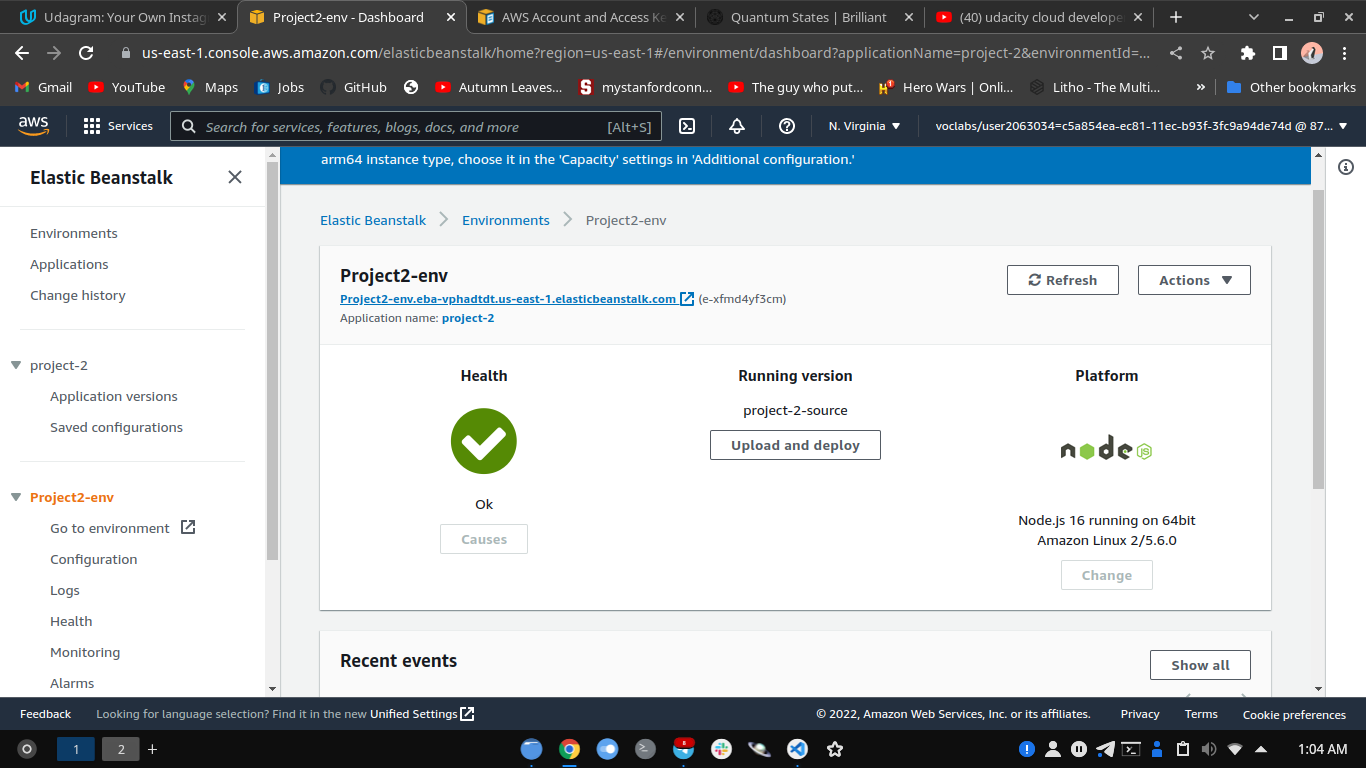 Udagram: Your Own Instag
Project2-env - Dashboard
AWS Account and Access Ke
Quantum States | Brilliant
(40) udacity cloud develope
us-east-1.console.aws.amazon.com/elasticbeanstalk/home?region=us-east-1#/environment/dashboard?applicationName=project-2&environmentId=...
Gmail
YouTube
Maps
Jobs
GitHub
Autumn Leaves...
mystanfordconn...
The guy who put...
Hero Wars | Onli...
Litho - The Multi...
»
Other bookmarks
aws
Services
Search for services, features, blogs, docs, and more [Alt+S]
N. Virginia
voclabs/user2063034=c5a854ea-ec81-11ec-b93f-3fc9a94de74d @ 87...
Elastic Beanstalk
Environments
Applications
Change history
project-2
Application versions
Saved configurations
Project2-env
Go to environment
Configuration
Logs
Health
Monitoring
Alarms
arm64 instance type, choose it in the 'Capacity' settings in 'Additional configuration.'
Elastic Beanstalk
Environments
Project2-env
Project2-env
Project2-env.eba-vphadtdt.us-east-1.elasticbeanstalk.com (e-xfmd4yf3cm)
Application name: project-2
Refresh
Actions
Health
Ok
Causes
Running version
project-2-source
Upload and deploy
Platform
node JS
Node.js 16 running on 64bit
Amazon Linux 2/5.6.0
Change
Recent events
Show all
Feedback
Looking for language selection? Find it in the new Unified Settings
© 2022, Amazon Web Services, Inc. or its affiliates.
Privacy
Terms
Cookie preferences
1
2
+
1:04 AM